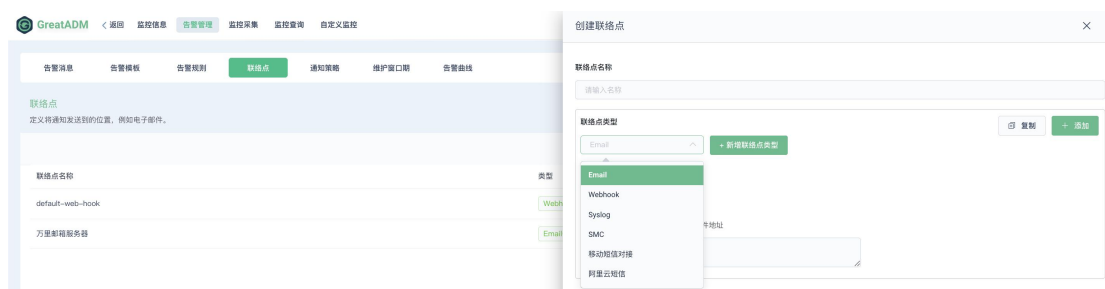 GreatADM < 返回 监控信息 告警管理 监控采集 监控查询 自定义监控
告警消息 告警模板 告警规则 联络点 通知策略 维护窗口期 告警曲线
联络点
定义将通知发送到的位置，例如电子邮件。
联络点名称 类型
default-web-hook Webh
万里邮箱服务器 Email
创建联络点
联络点名称
请输入名称
联络点类型
复制 + 添加
Email + 新增联络点类型
Email
Webhook
Syslog
件地址
SMC
移动短信对接
阿里云短信